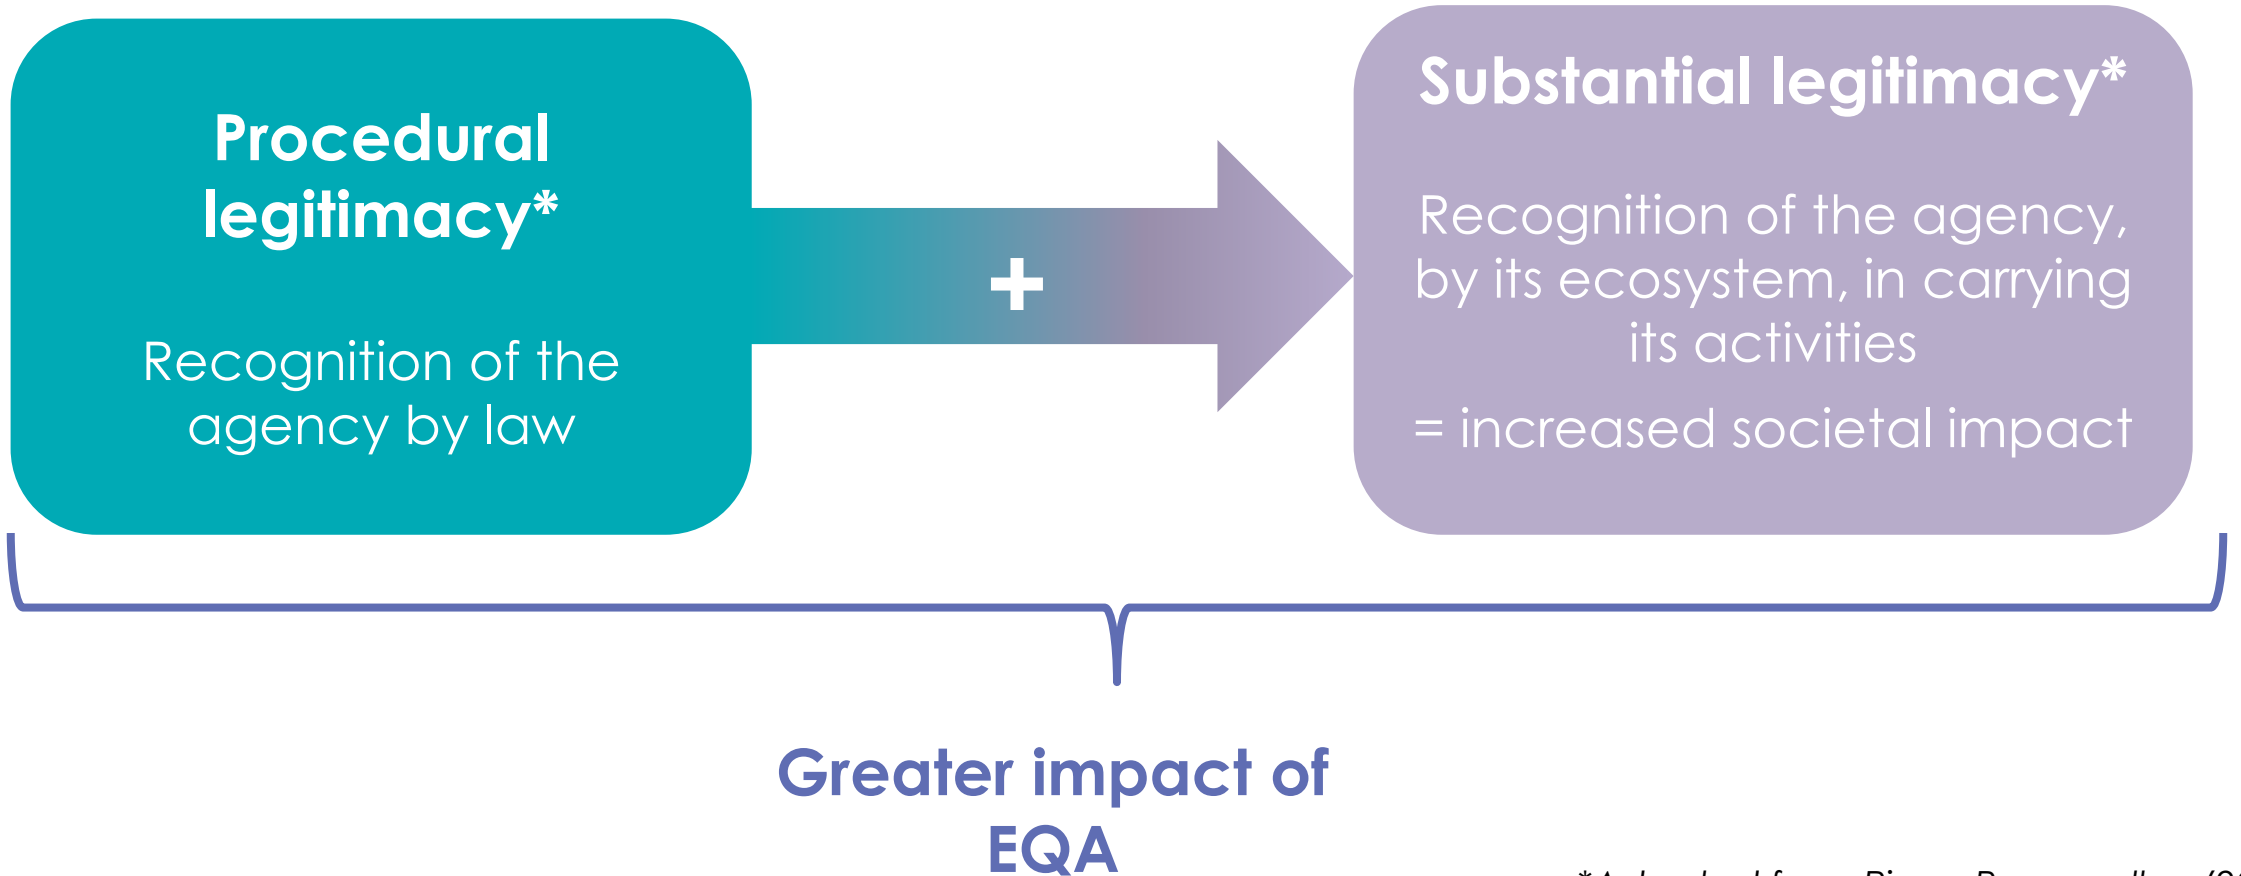 Procedural
legitimacy*
Recognition of the
agency by law
+
Substantial legitimacy*
Recognition of the agency,
by its ecosystem, in carrying
its activities
= increased societal impact
Greater impact of
EQA